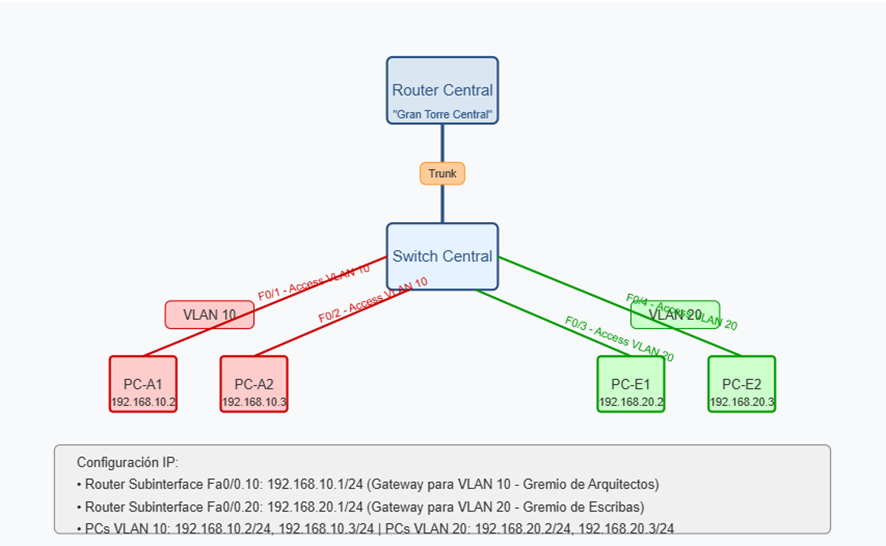 Router Central
"Gran Torre Central"
Trunk
Switch Central
F0/1 - Access VLAN 10
F0/2 - Access VLAN 10
F0/4 - Access VLAN 20
F0/3 - Access VLAN 20
VLAN 10
VLAN 20
PC-A1
192.168.10.2
PC-A2
192.168.10.3
PC-E1
192.168.20.2
PC-E2
192.168.20.3
Configuración IP:
• Router Subinterface Fa0/0.10: 192.168.10.1/24 (Gateway para VLAN 10 - Gremio de Arquitectos)
• Router Subinterface Fa0/0.20: 192.168.20.1/24 (Gateway para VLAN 20 - Gremio de Escribas)
• PCs VLAN 10: 192.168.10.2/24, 192.168.10.3/24 | PCs VLAN 20: 192.168.20.2/24, 192.168.20.3/24